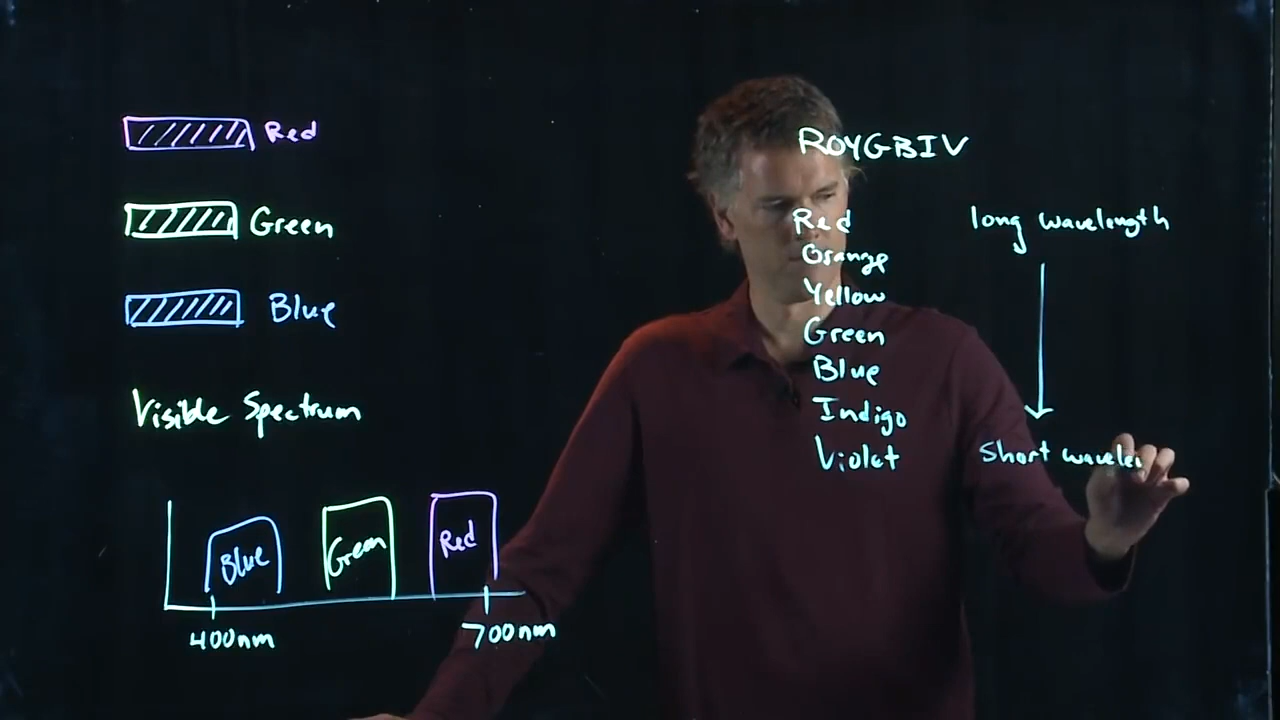 Red
Green
Blue
Visible Spectrum
Blue
Green
Red
400nm
700nm
ROYGBIV
Red
Orange
Yellow
Green
Blue
Indigo
Violet
long wavelength
Short wavele